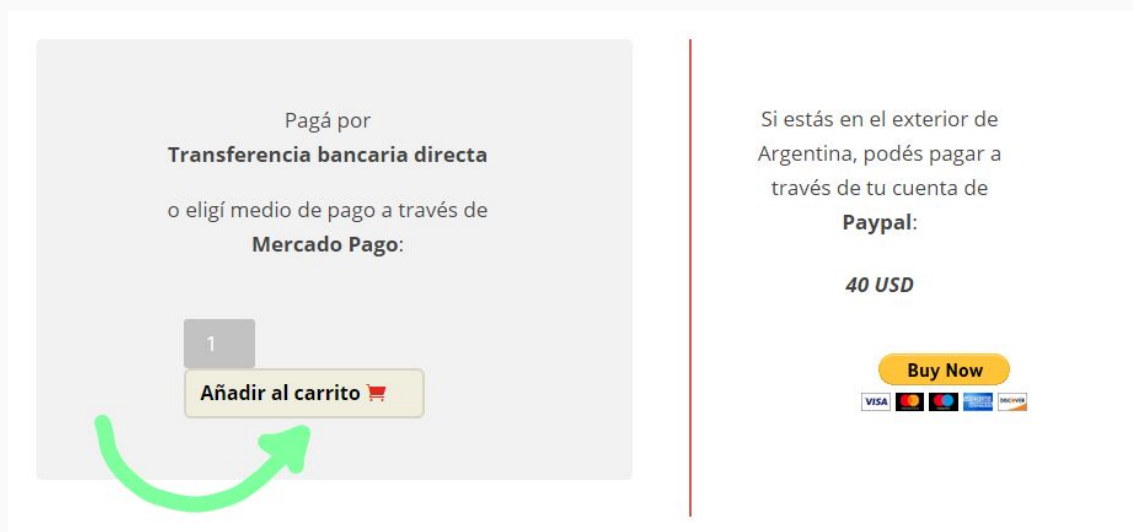 Pagá por
Transferencia bancaria directa
o eligí medio de pago a través de
Mercado Pago:
1
Añadir al carrito
Si estás en el exterior de
Argentina, podés pagar a
través de tu cuenta de
Paypal:
40 USD
Buy Now
VISA
DISCOVER